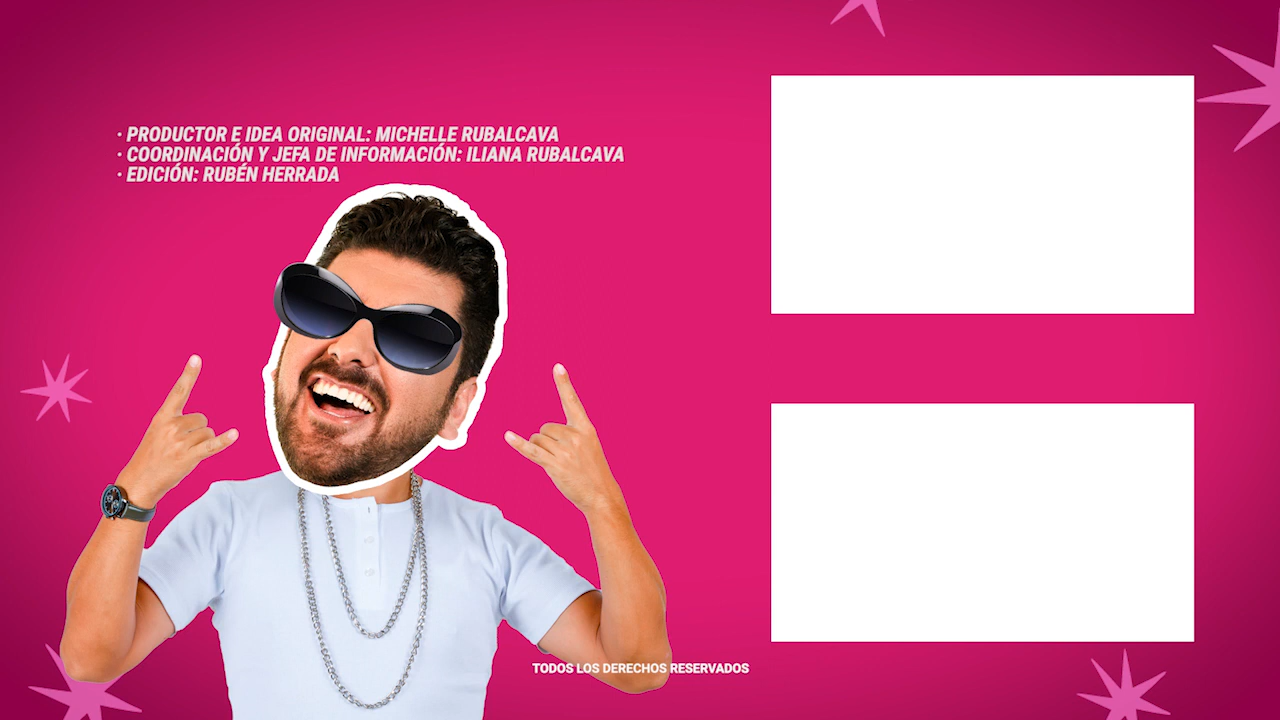 · PRODUCTOR E IDEA ORIGINAL: MICHELLE RUBALCAVA
· COORDINACIÓN Y JEFA DE INFORMACIÓN: ILIANA RUBALCAVA
· EDICIÓN: RUBÉN HERRADA
TODOS LOS DERECHOS RESERVADOS